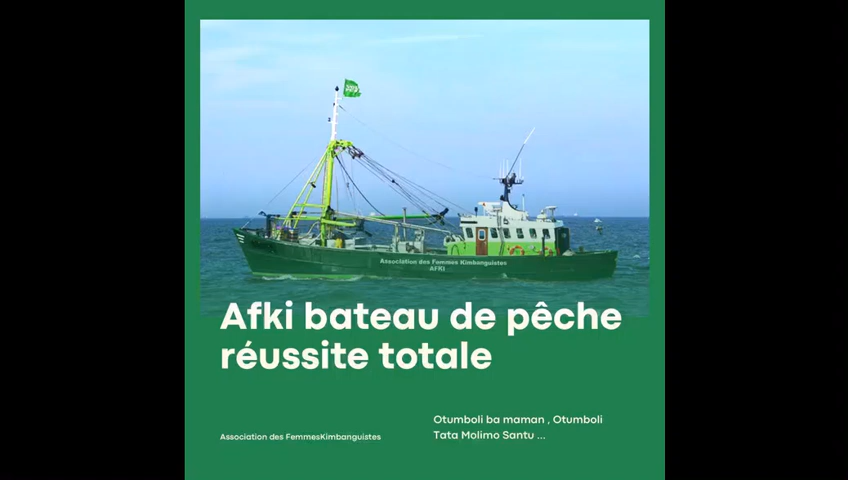 Association des Femmes Kimbanguistes
AFKI
Afki bateau de pêche
réussite totale
Otumboli ba maman , Otumboli
Tata Molimo Santu ...
Association des FemmesKimbanguistes